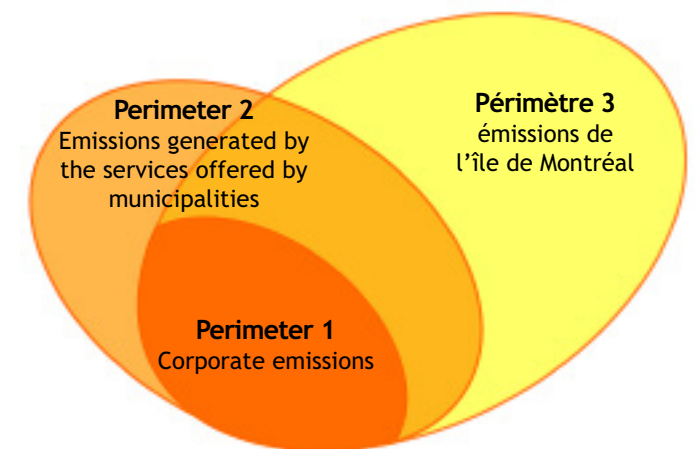 Perimeter 2
Emissions generated by
the services offered by
municipalities
Périmètre 3
émissions de
l'île de Montréal
Perimeter 1
Corporate emissions